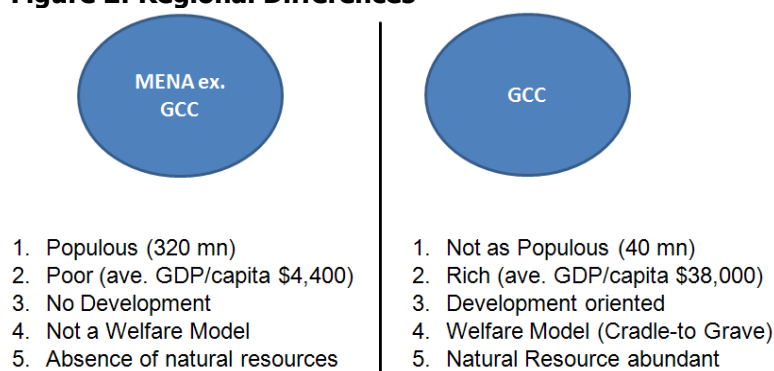 MENA ex.
GCC
1. Populous (320 mn)
2. Poor (ave. GDP/capita $4,400)
3. No Development
4. Not a Welfare Model
5. Absence of natural resources
GCC
1. Not as Populous (40 mn)
2. Rich (ave. GDP/capita $38,000)
3. Development oriented
4. Welfare Model (Cradle-to Grave)
5. Natural Resource abundant